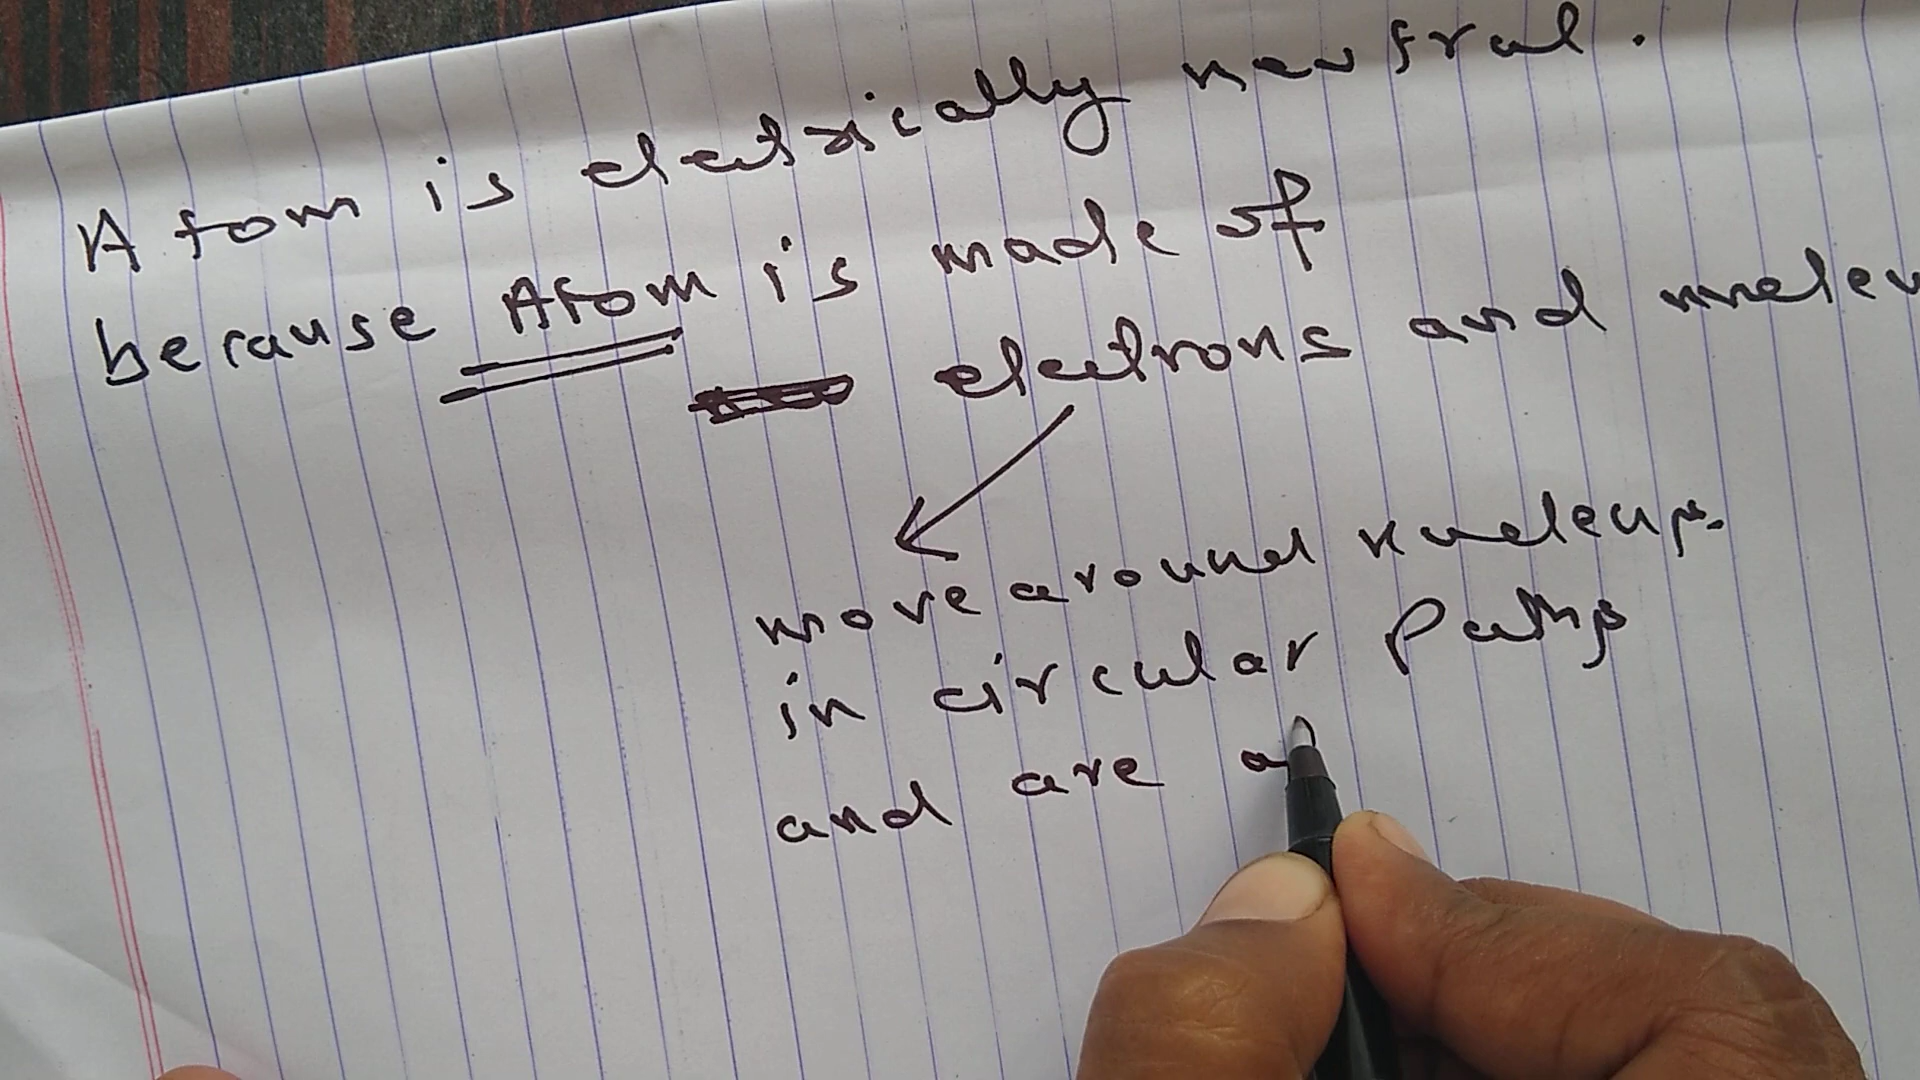 Atom is electrically neutral.
because Atom is made of
electrons and nucleu
move around nucleus.
in circular Paths
and are a